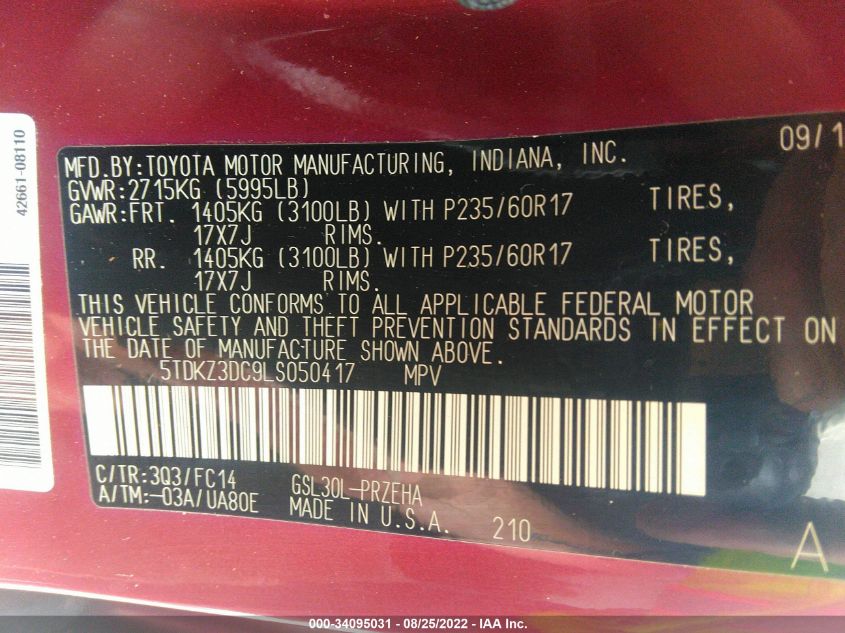 42661-08110
09/1
MFD.BY:TOYOTA MOTOR MANUFACTURING, INDIANA, INC.
GVWR:2715KG (5995LB)
GAWR:FRT. 1405KG (3100LB) WITH P235/60R17 TIRES,
17X7J RIMS.
RR. 1405KG (3100LB) WITH P235/60R17 TIRES,
17X7J RIMS.
THIS VEHICLE CONFORMS TO ALL APPLICABLE FEDERAL MOTOR
VEHICLE SAFETY AND THEFT PREVENTION STANDARDS IN EFFECT ON
THE DATE OF MANUFACTURE SHOWN ABOVE.
5TDKZ3DC9LS050417 MPV
C/TR:3Q3/FC14 GSL30L-PRZEHA
A/TM:-03A/UA80E MADE IN U.S.A. 210
A
000-34095031 - 08/25/2022 - IAA Inc.